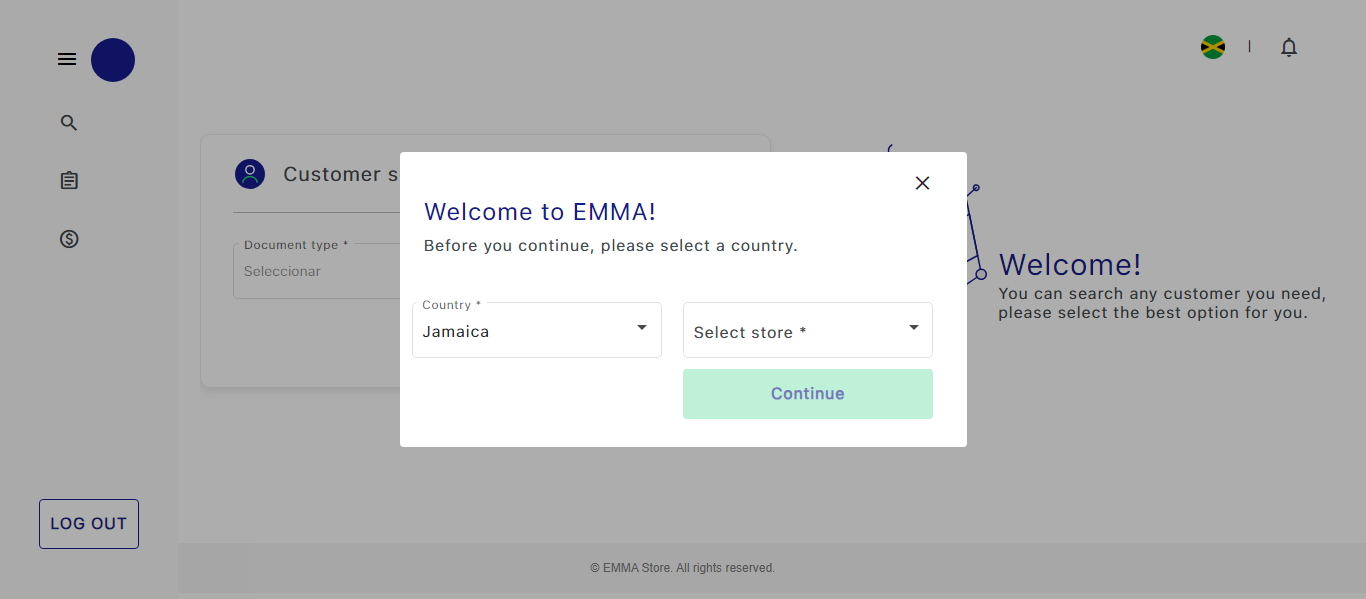 Customer s
Document type *
Seleccionar
Welcome to EMMA!
Before you continue, please select a country.
Country *
Jamaica
Select store *
Continue
Welcome!
You can search any customer you need,
please select the best option for you.
LOG OUT
© EMMA Store. All rights reserved.